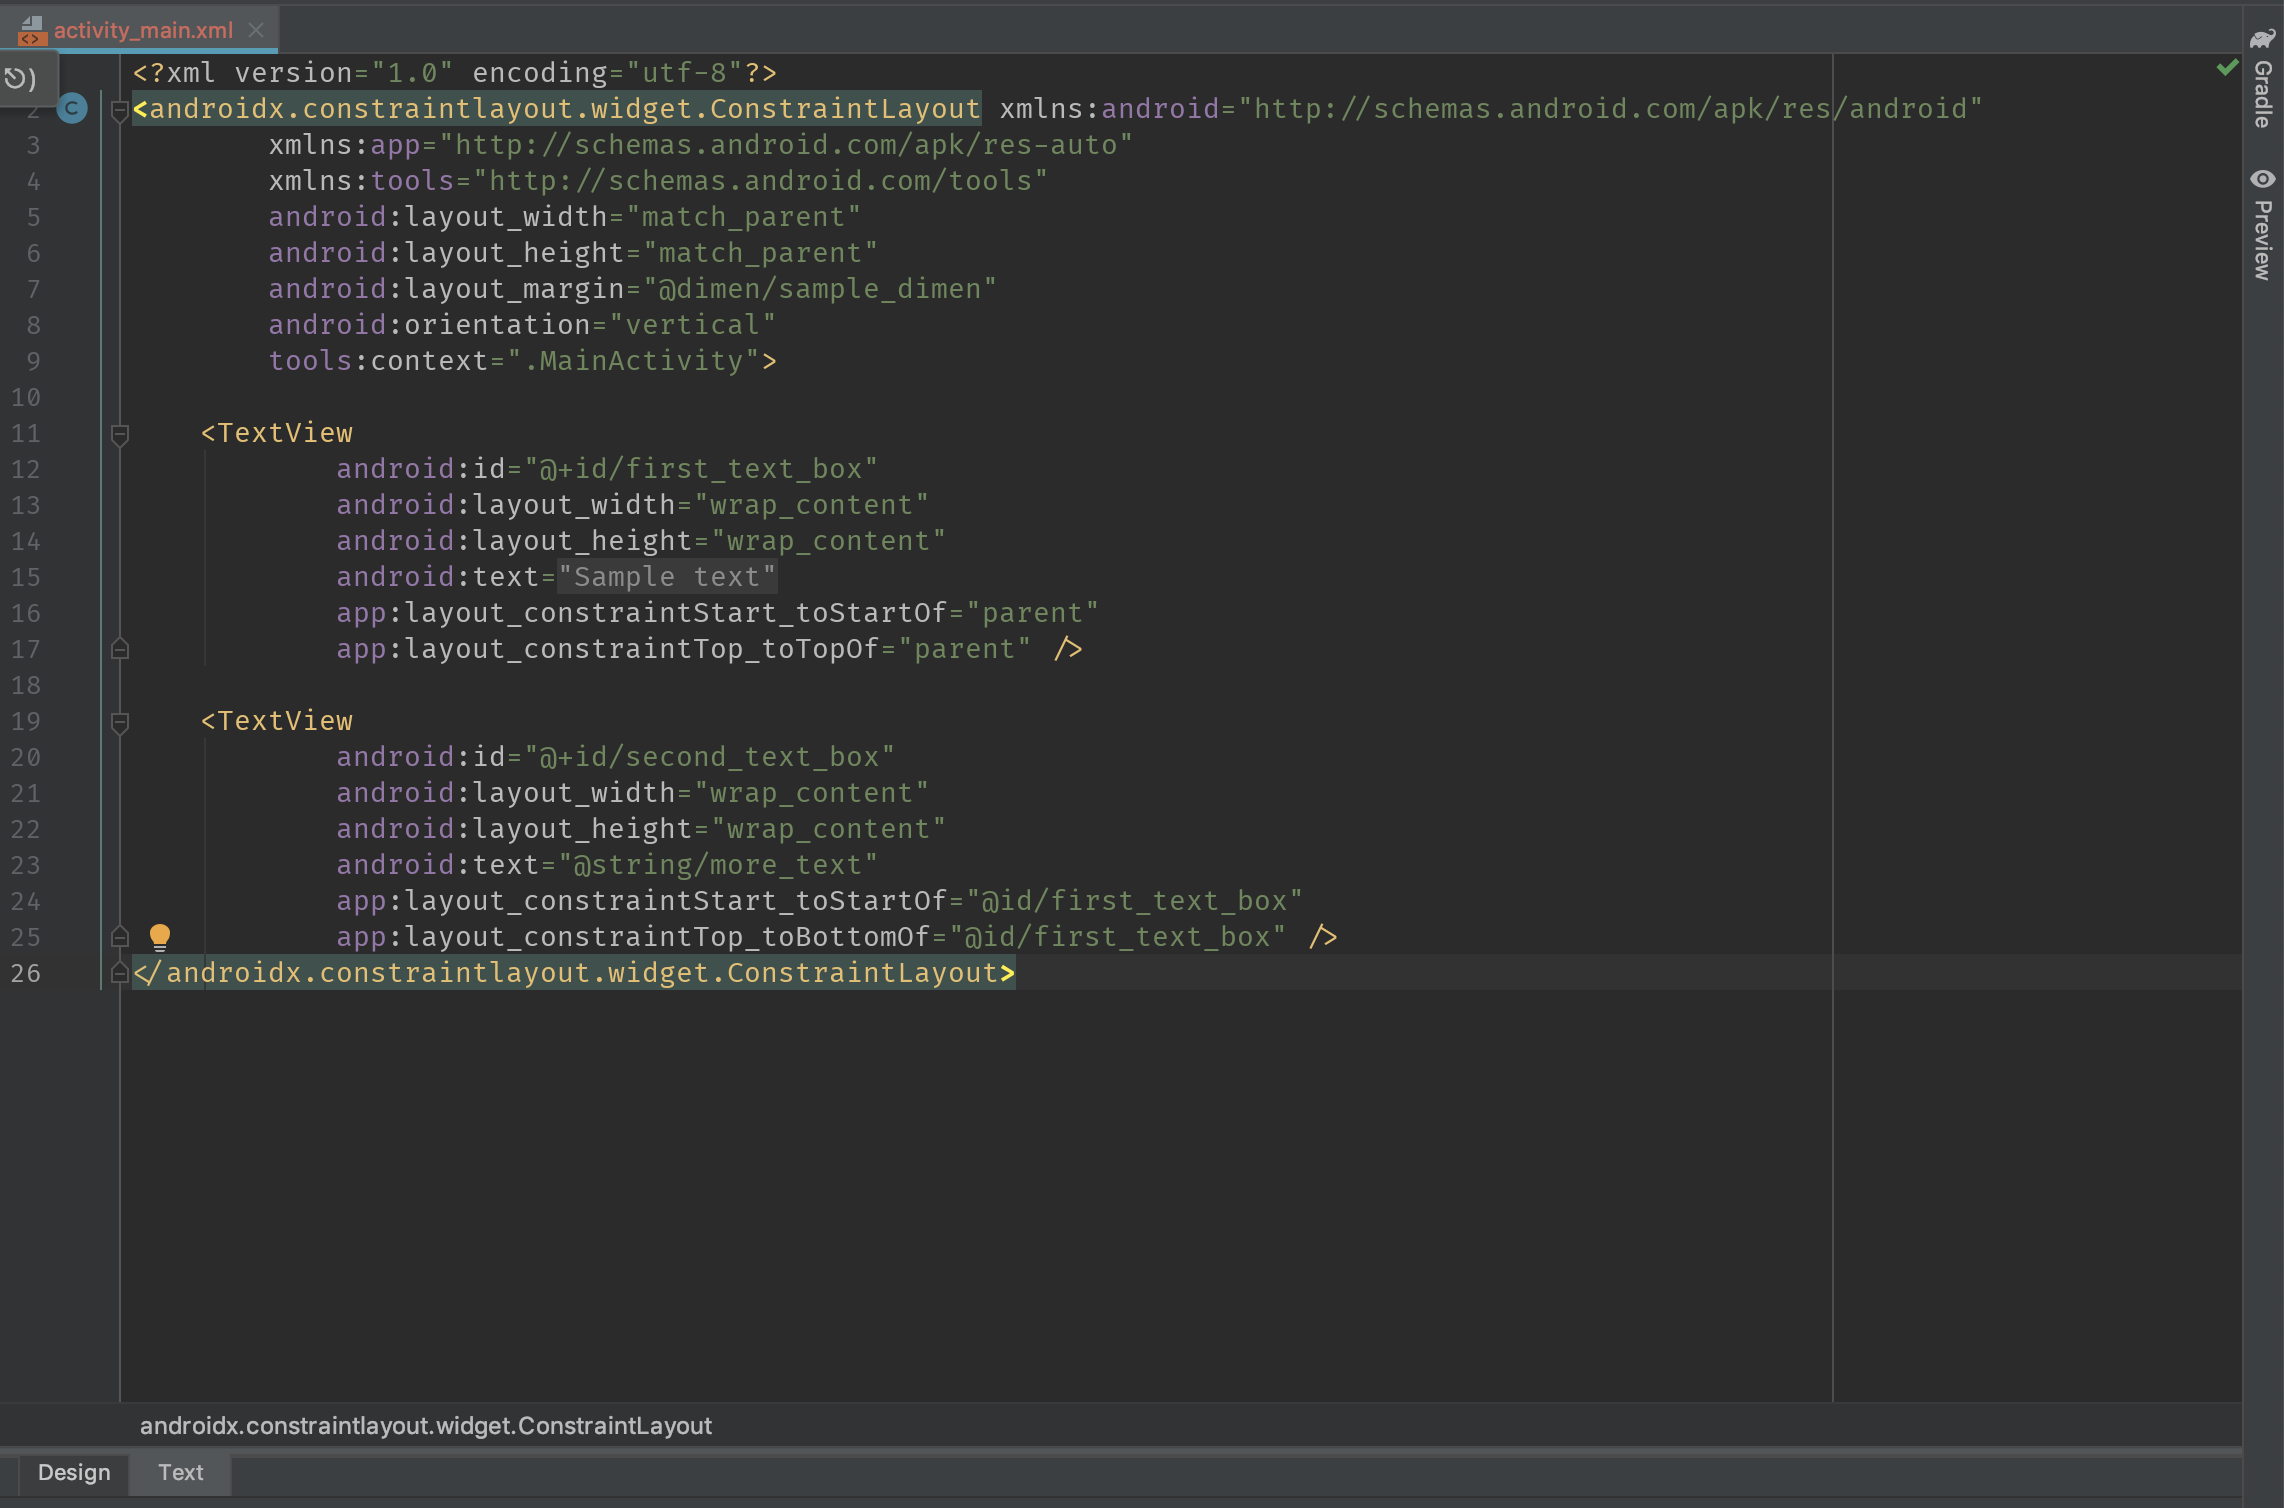 activity_main.xml
<?xml version="1.0" encoding="utf-8"?>
2 C <androidx.constraintlayout.widget.ConstraintLayout xmlns:android="http://schemas.android.com/apk/res/android"
3 xmlns:app="http://schemas.android.com/apk/res-auto"
4 xmlns:tools="http://schemas.android.com/tools"
5 android:layout_width="match_parent"
6 android:layout_height="match_parent"
7 android:layout_margin="@dimen/sample_dimen"
8 android:orientation="vertical"
9 tools:context=".MainActivity">
10
11 <TextView
12 android:id="@+id/first_text_box"
13 android:layout_width="wrap_content"
14 android:layout_height="wrap_content"
15 android:text="Sample text"
16 app:layout_constraintStart_toStartOf="parent"
17 app:layout_constraintTop_toTopOf="parent" />
18
19 <TextView
20 android:id="@+id/second_text_box"
21 android:layout_width="wrap_content"
22 android:layout_height="wrap_content"
23 android:text="@string/more_text"
24 app:layout_constraintStart_toStartOf="@id/first_text_box"
25 app:layout_constraintTop_toBottomOf="@id/first_text_box" />
26 </androidx.constraintlayout.widget.ConstraintLayout>
androidx.constraintlayout.widget.ConstraintLayout
Design Text
Gradle
Preview